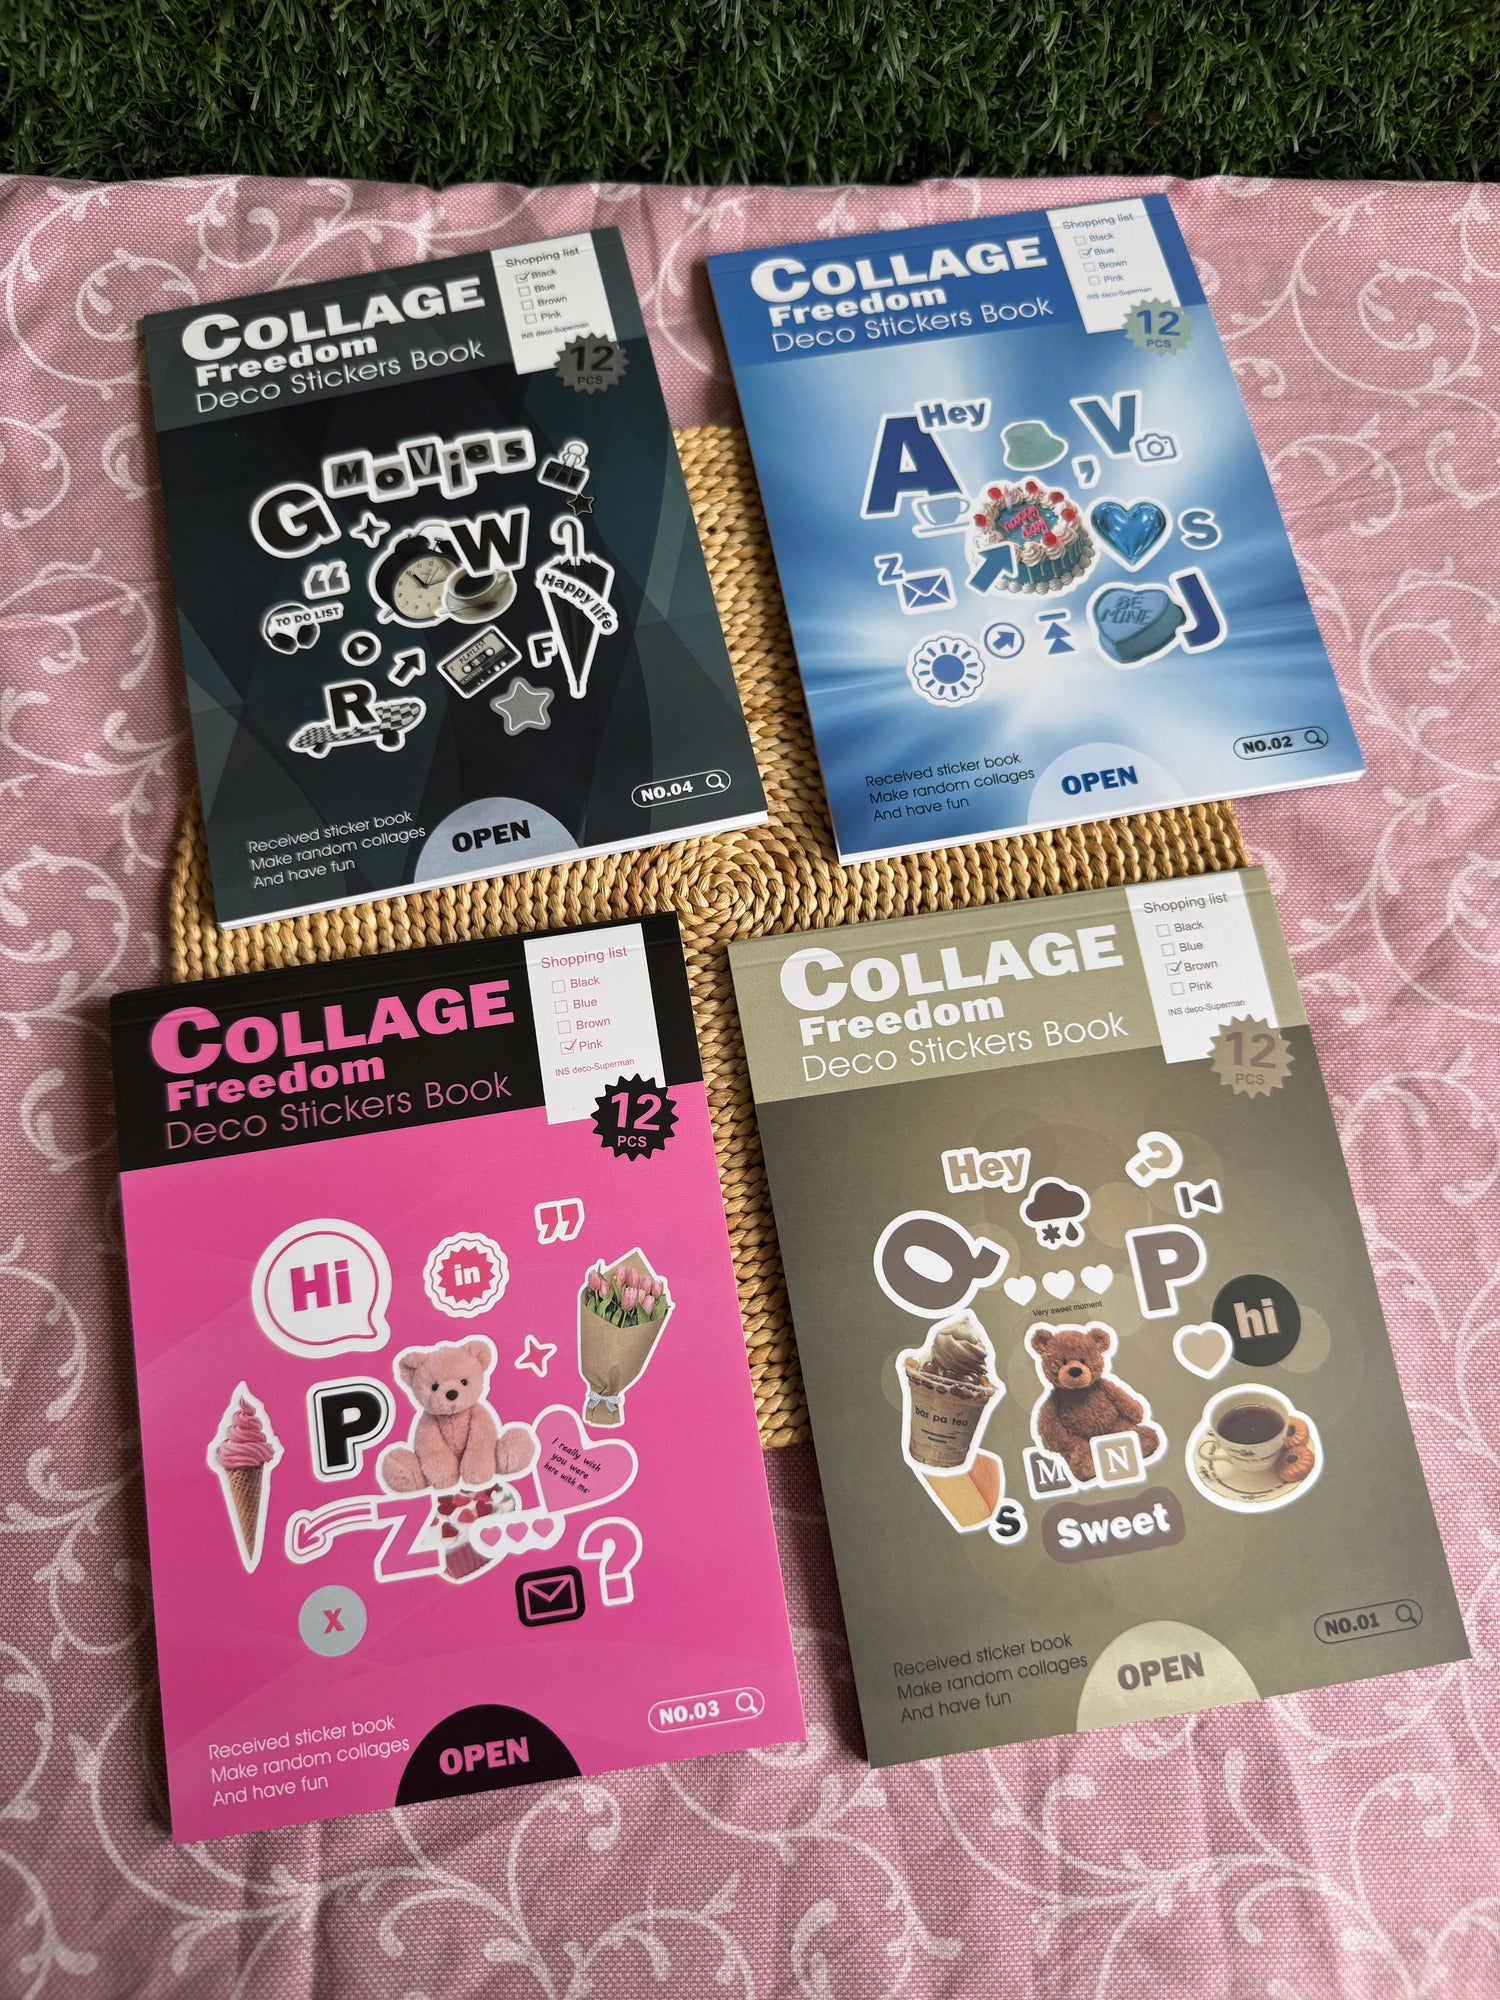 COLLAGE
Freedom
Deco Stickers Book
Shopping list
Black
Blue
Brown
Pink
INS deco-Superman
12
PCS
MoVies
G
W
TO DO LIST
Happy life
PLAYLIST
F
R
NO.04
Received sticker book
Make random collages
And have fun
OPEN
COLLAGE
Freedom
Deco Stickers Book
Shopping list
Black
Blue
Brown
Pink
INS deco-Superman
12
PCS
A
Hey
,
V
happy
day
S
Z
BE
MINE
J
NO.02
Received sticker book
Make random collages
And have fun
OPEN
COLLAGE
Freedom
Deco Stickers Book
Shopping list
Black
Blue
Brown
Pink
INS deco-Superman
12
PCS
Hi
in
”
P
I really wish
you were
here with me
Z
?
X
NO.03
Received sticker book
Make random collages
And have fun
OPEN
COLLAGE
Freedom
Deco Stickers Book
Shopping list
Black
Blue
Brown
Pink
INS deco-Superman
12
PCS
Hey
?
Q
P
Very sweet moment
hi
bar pa tea
M
N
S
Sweet
NO.01
Received sticker book
Make random collages
And have fun
OPEN